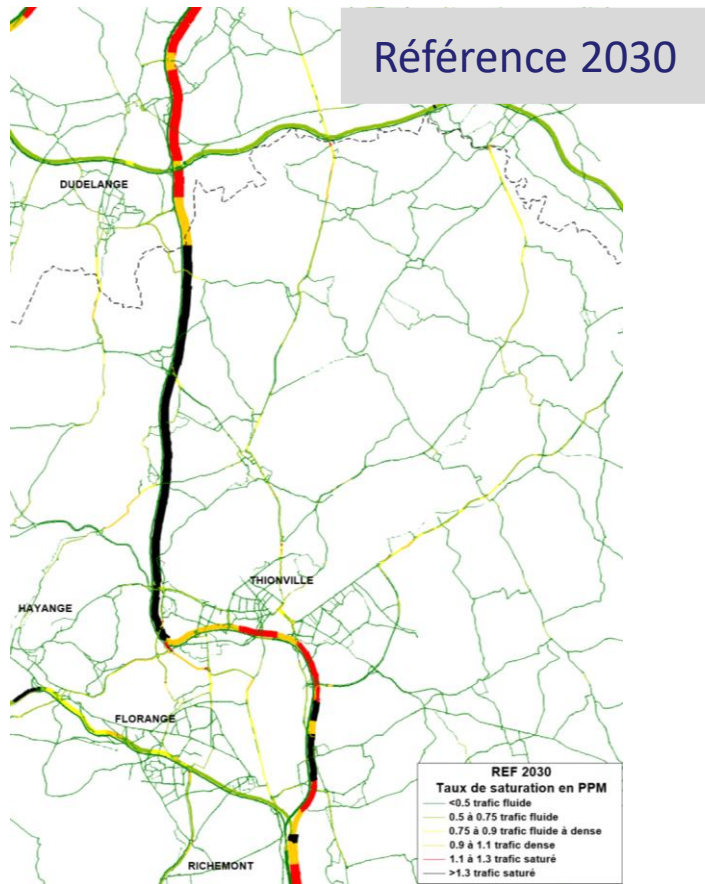 Référence 2030
DUDELANGE
THIONVILLE
HAYANGE
FLORANGE
RICHEMONT
REF 2030
Taux de saturation en PPM
<0.5 trafic fluide
0.5 à 0.75 trafic fluide
0.75 à 0.9 trafic fluide à dense
0.9 à 1.1 trafic dense
1.1 à 1.3 trafic saturé
>1.3 trafic saturé